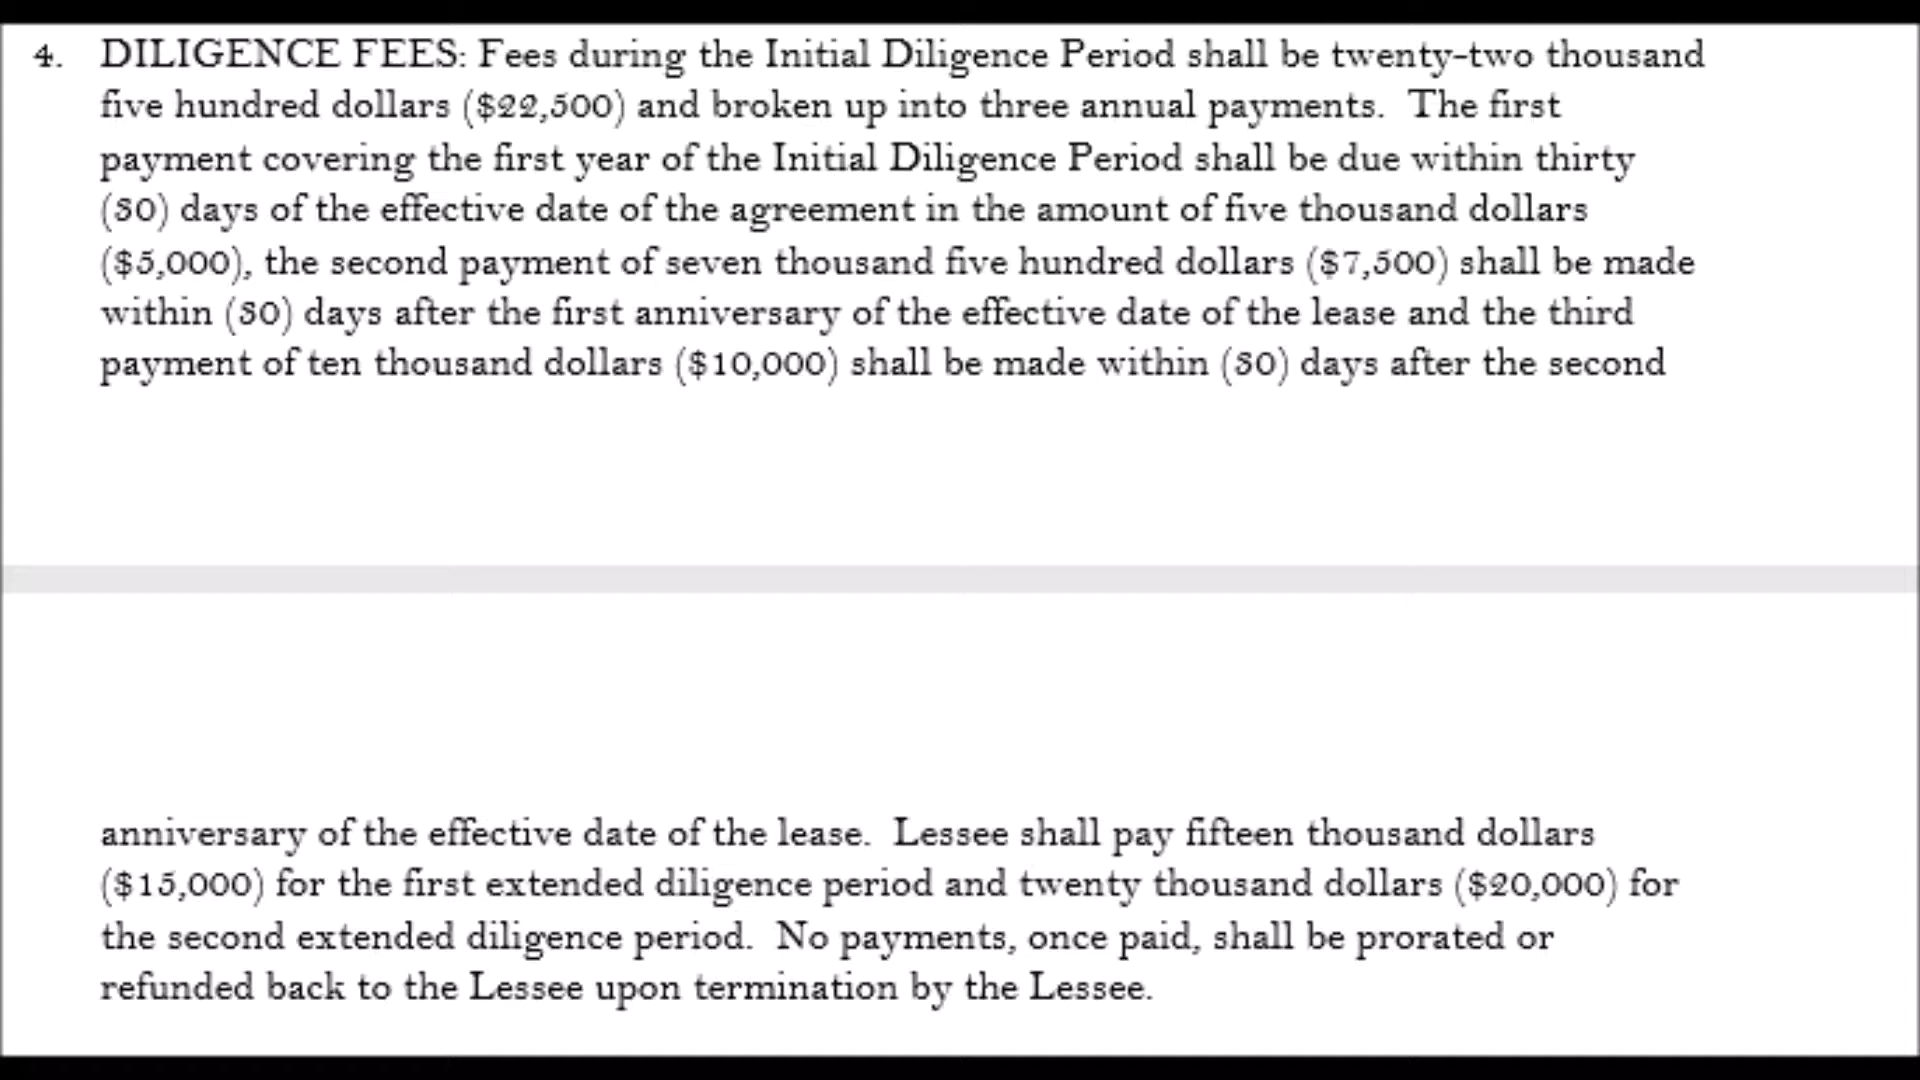 4. DILIGENCE FEES: Fees during the Initial Diligence Period shall be twenty-two thousand
five hundred dollars ($22,500) and broken up into three annual payments. The first
payment covering the first year of the Initial Diligence Period shall be due within thirty
(30) days of the effective date of the agreement in the amount of five thousand dollars
($5,000), the second payment of seven thousand five hundred dollars ($7,500) shall be made
within (30) days after the first anniversary of the effective date of the lease and the third
payment of ten thousand dollars ($10,000) shall be made within (30) days after the second
anniversary of the effective date of the lease. Lessee shall pay fifteen thousand dollars
($15,000) for the first extended diligence period and twenty thousand dollars ($20,000) for
the second extended diligence period. No payments, once paid, shall be prorated or
refunded back to the Lessee upon termination by the Lessee.